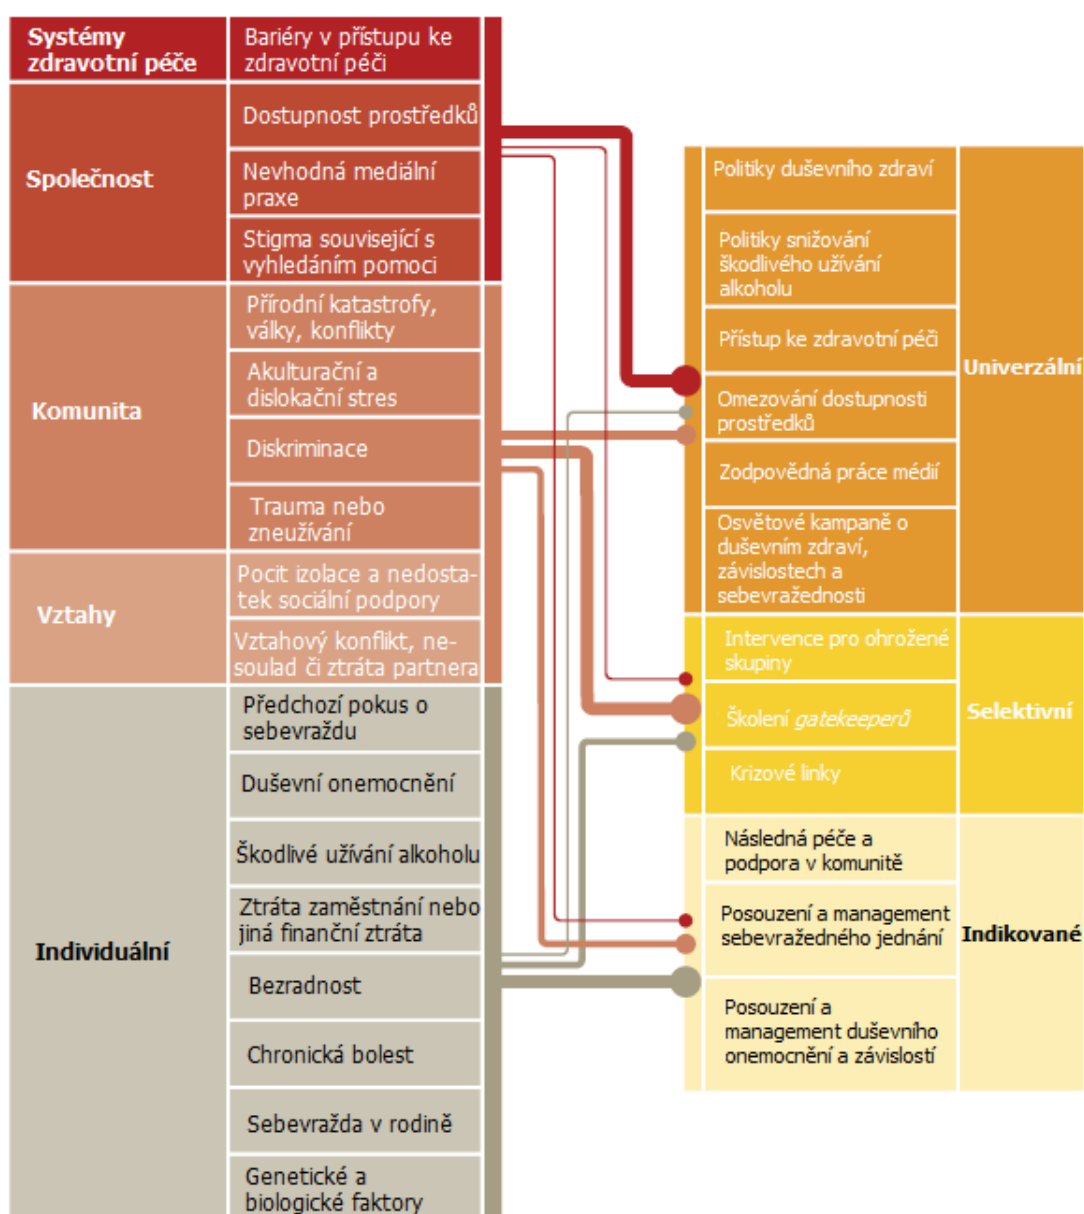 Systémy
zdravotní péče
Bariéry v přístupu ke
zdravotní péči
Společnost
Dostupnost prostředků
Nevhodná mediální
praxe
Stigma související s
vyhledáním pomoci
Komunita
Přírodní katastrofy,
války, konflikty
Akulturační a
dislokační stres
Diskriminace
Trauma nebo
zneužívání
Vztahy
Pocit izolace a nedosta-
tek sociální podpory
Vztahový konflikt, ne-
soulad či ztráta partnera
Individuální
Předchozí pokus o
sebevraždu
Duševní onemocnění
Škodlivé užívání alkoholu
Ztráta zaměstnání nebo
jiná finanční ztráta
Bezradnost
Chronická bolest
Sebevražda v rodině
Genetické a
biologické faktory
Politiky duševního zdraví
Politiky snižování
škodlivého užívání
alkoholu
Přístup ke zdravotní péči
Omezování dostupnosti
prostředků
Zodpovědná práce médií
Osvětové kampaně o
duševním zdraví,
závislostech a
sebevražednosti
Univerzální
Intervence pro ohrožené
skupiny
Školení gatekeeperů
Krizové linky
Selektivní
Následná péče a
podpora v komunitě
Posouzení a management
sebevražedného jednání
Posouzení a
management duševního
onemocnění a závislostí
Indikované